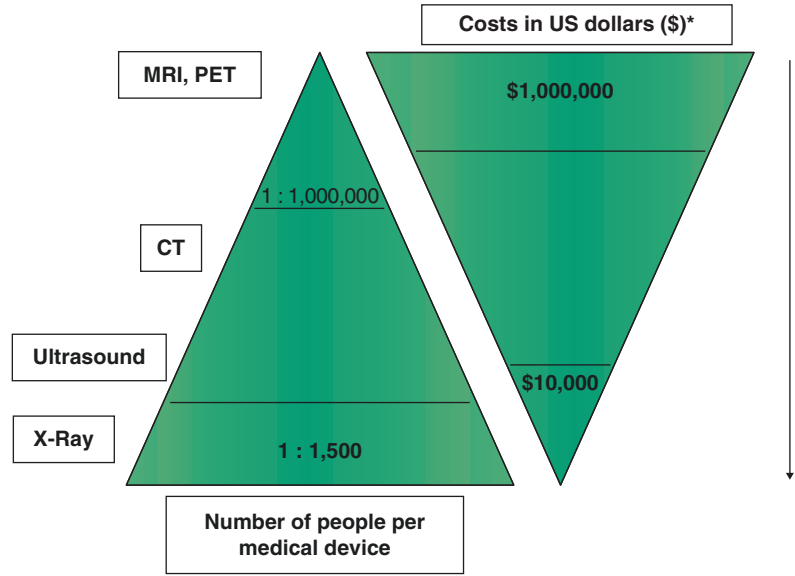 Costs in US dollars ($)*
MRI, PET
$1,000,000
1 : 1,000,000
CT
Ultrasound
$10,000
X-Ray
1 : 1,500
Number of people per
medical device